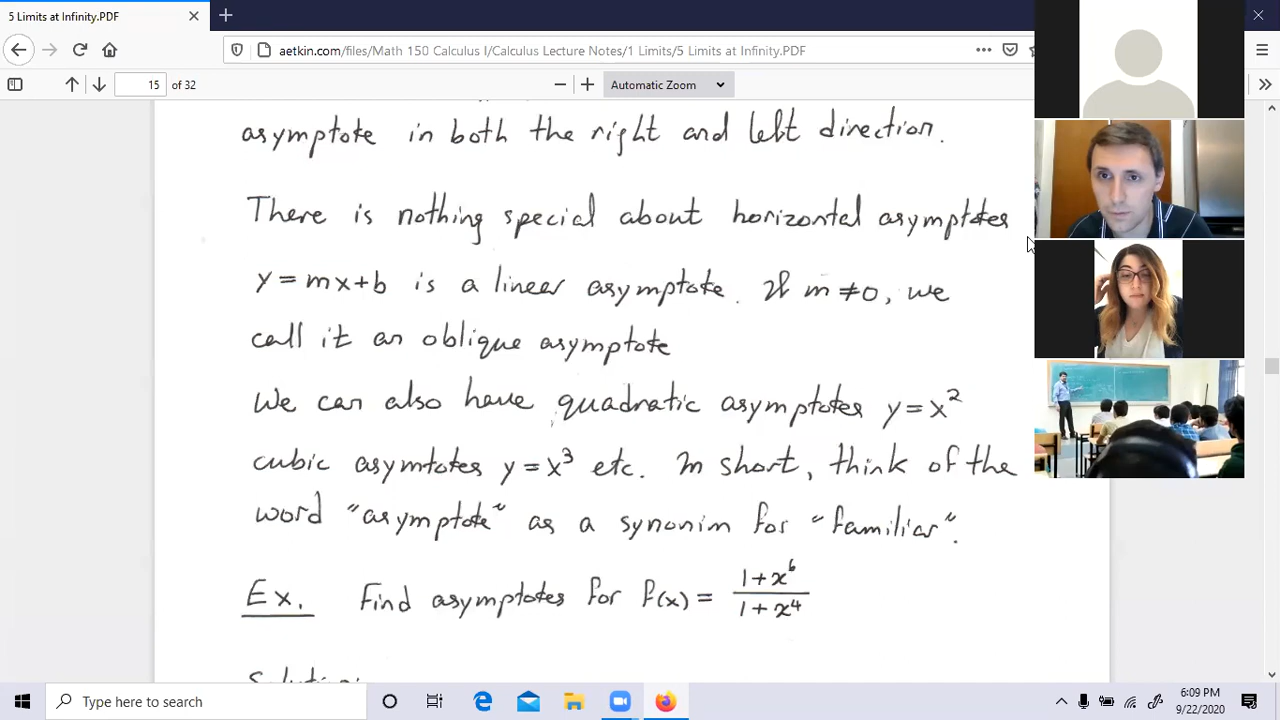 5 Limits at Infinity.PDF
aetkin.com/files/Math 150 Calculus I/Calculus Lecture Notes/1 Limits/5 Limits at Infinity.PDF
15 of 32
Automatic Zoom
asymptote in both the right and left direction.
There is nothing special about horizontal asymptotes
y = mx+b is a linear asymptote. If m ≠ 0, we
call it an oblique asymptote
We can also have quadratic asymptotes y = x²
cubic asymtotes y = x³ etc. In short, think of the
word "asymptote" as a synonim for "familiar".
Ex. Find asymptotes for f(x) = (1+x⁶)/(1+x⁴)
Type here to search
6:09 PM
9/22/2020